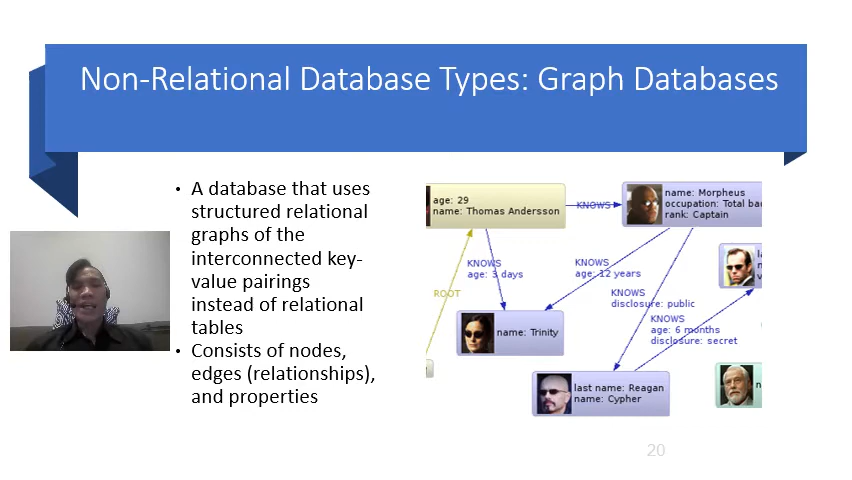 Non-Relational Database Types: Graph Databases
• A database that uses
structured relational
graphs of the
interconnected key-
value pairings
instead of relational
tables
• Consists of nodes,
edges (relationships),
and properties
age: 29
name: Thomas Andersson
KNOWS
name: Morpheus
occupation: Total
rank: Captain
KNOWS
age: 3 days
KNOWS
age: 12 years
ROOT
KNOWS
disclosure: public
KNOWS
age: 6 months
disclosure: secret
name: Trinity
last name: Reagan
name: Cypher
20